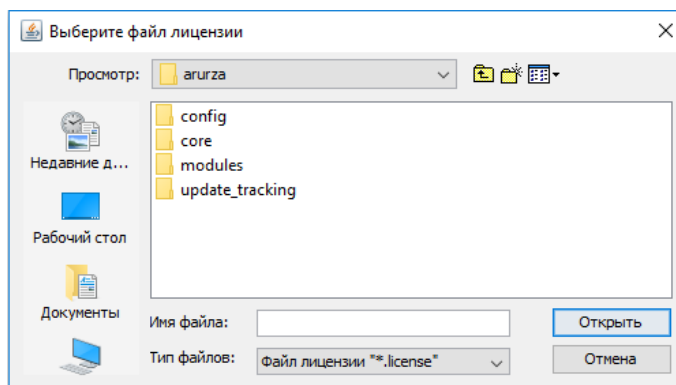 Выберите файл лицензии
Просмотр: arurza
config
core
modules
update_tracking
Недавние д...
Рабочий стол
Документы
Имя файла:
Открыть
Тип файлов: Файл лицензии "*.license"
Отмена